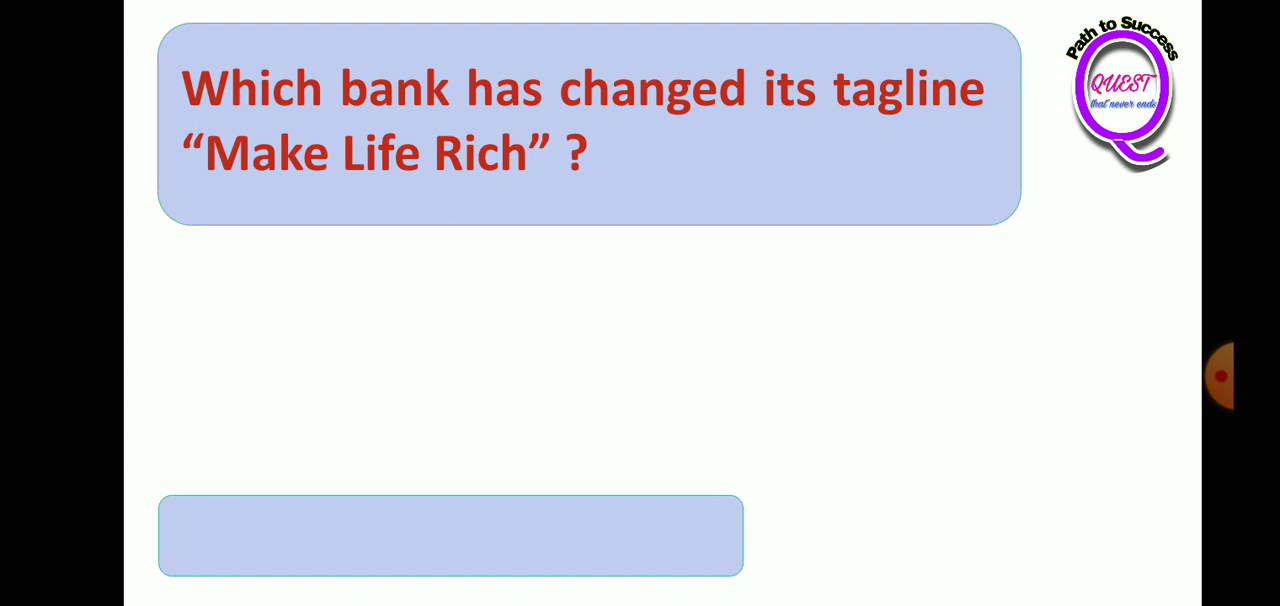 Which bank has changed its tagline
“Make Life Rich” ?
Path to Success
QUEST
that never ends